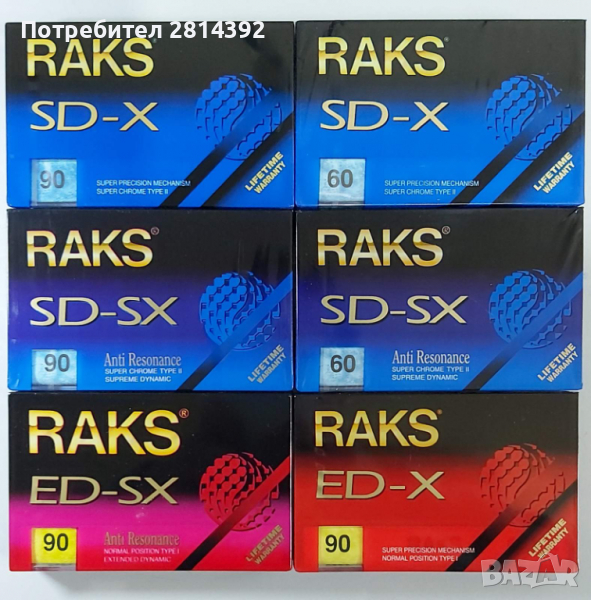 Потребител 2814392
RAKS®
SD-X
90
SUPER PRECISION MECHANISM
SUPER CHROME TYPE II
LIFETIME
WARRANTY
RAKS®
SD-X
60
SUPER PRECISION MECHANISM
SUPER CHROME TYPE II
LIFETIME
WARRANTY
RAKS®
SD-SX
90
Anti Resonance
SUPER CHROME TYPE II
SUPREME DYNAMIC
LIFETIME
WARRANTY
RAKS®
SD-SX
60
Anti Resonance
SUPER CHROME TYPE II
SUPREME DYNAMIC
LIFETIME
WARRANTY
RAKS®
ED-SX
90
Anti Resonance
NORMAL POSITION TYPE I
EXTENDED DYNAMIC
LIFETIME
WARRANTY
RAKS®
ED-X
90
SUPER PRECISION MECHANISM
NORMAL POSITION TYPE I
LIFETIME
WARRANTY
BAZAR